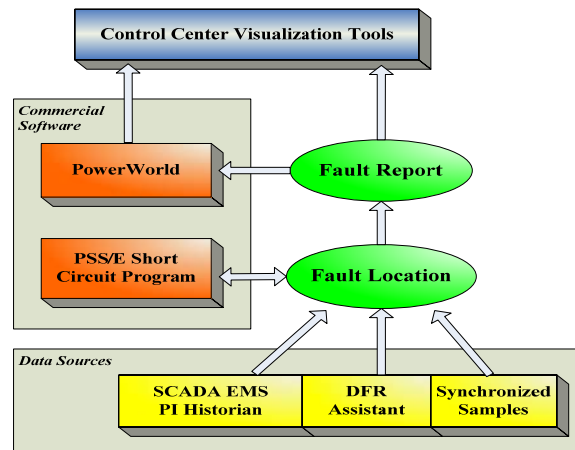 Control Center Visualization Tools
Commercial
Software
PowerWorld
Fault Report
PSS/E Short
Circuit Program
Fault Location
Data Sources
SCADA EMS
PI Historian
DFR
Assistant
Synchronized
Samples